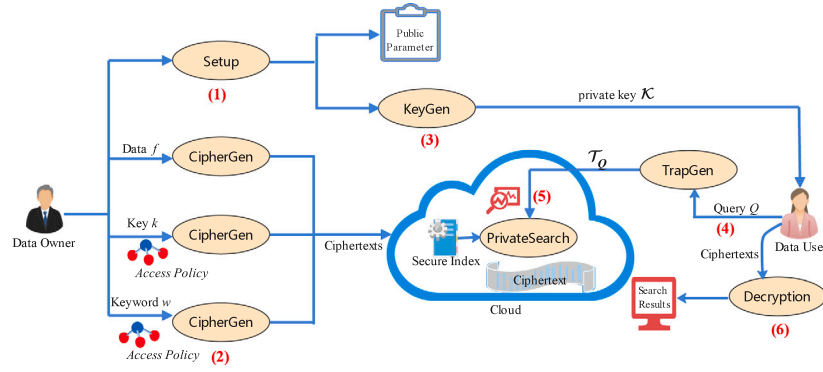 Public
Parameter
Setup
(1)
KeyGen
(3)
private key 𝒦
Data f
CipherGen
𝒯Q
TrapGen
(5)
Key k
CipherGen
Access Policy
Ciphertexts
Secure Index
PrivateSearch
Ciphertext
Cloud
Query Q
(4)
Data Owner
Data Use
Ciphertexts
Keyword w
CipherGen
Access Policy
(2)
Search
Results
Decryption
(6)